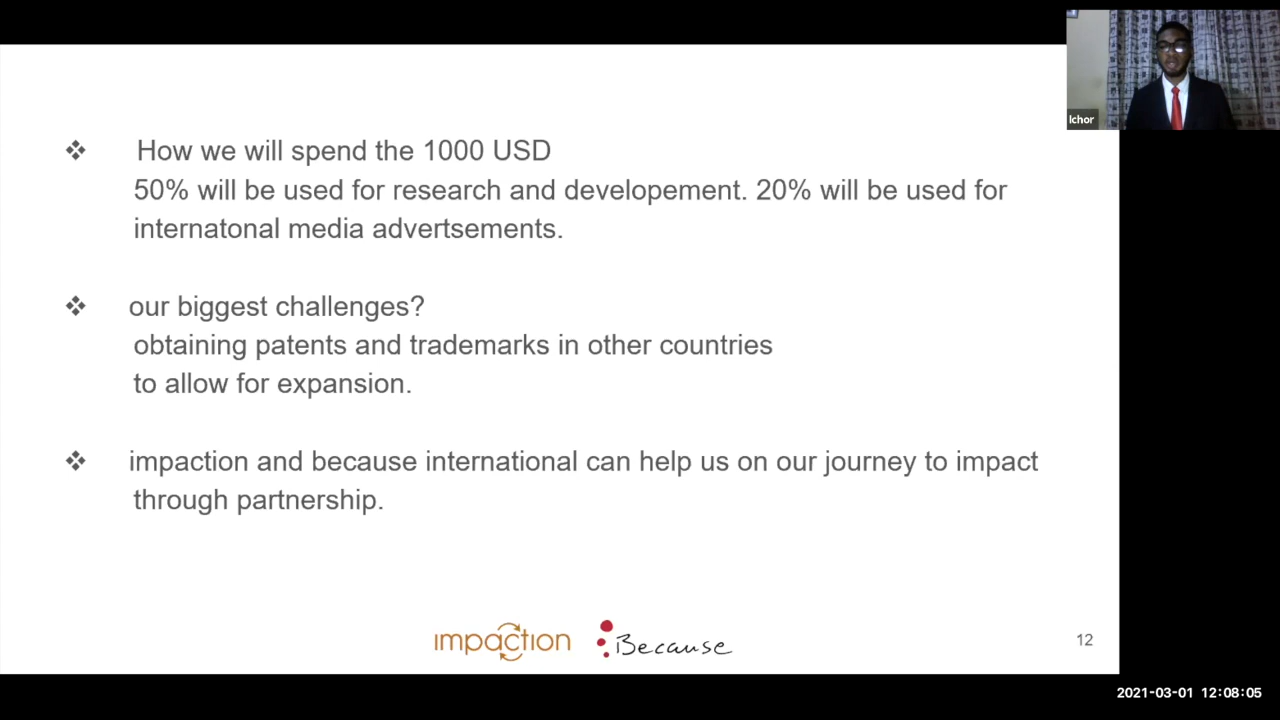 Ichor
How we will spend the 1000 USD
50% will be used for research and developement. 20% will be used for
internatonal media advertsements.
our biggest challenges?
obtaining patents and trademarks in other countries
to allow for expansion.
impaction and because international can help us on our journey to impact
through partnership.
impaction
Because
12
2021-03-01 12:08:05